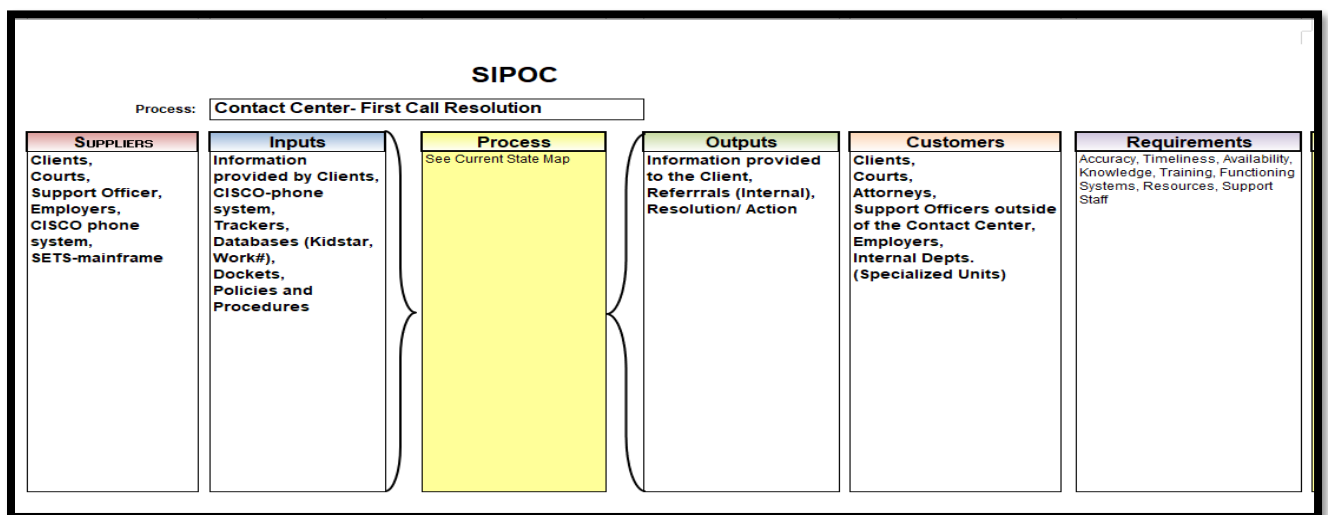 SIPOC
Process:
Contact Center- First Call Resolution
SUPPLIERS
Clients,
Courts,
Support Officer,
Employers,
CISCO phone
system,
SETS-mainframe
Inputs
Information
provided by Clients,
CISCO-phone
system,
Trackers,
Databases (Kidstar,
Work#),
Dockets,
Policies and
Procedures
Process
See Current State Map
Outputs
Information provided
to the Client,
Referrrals (Internal),
Resolution/ Action
Customers
Clients,
Courts,
Attorneys,
Support Officers outside
of the Contact Center,
Employers,
Internal Depts.
(Specialized Units)
Requirements
Accuracy, Timeliness, Availability,
Knowledge, Training, Functioning
Systems, Resources, Support
Staff